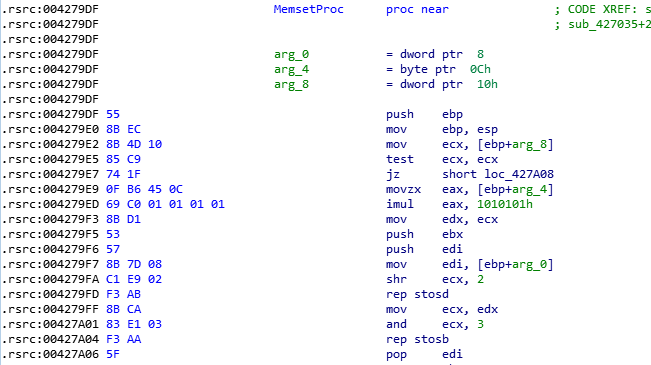 .rsrc:004279DF MemsetProc proc near ; CODE XREF: s
.rsrc:004279DF ; sub_427035+2
.rsrc:004279DF
.rsrc:004279DF arg_0 = dword ptr 8
.rsrc:004279DF arg_4 = byte ptr 0Ch
.rsrc:004279DF arg_8 = dword ptr 10h
.rsrc:004279DF
.rsrc:004279DF 55 push ebp
.rsrc:004279E0 8B EC mov ebp, esp
.rsrc:004279E2 8B 4D 10 mov ecx, [ebp+arg_8]
.rsrc:004279E5 85 C9 test ecx, ecx
.rsrc:004279E7 74 1F jz short loc_427A08
.rsrc:004279E9 0F B6 45 0C movzx eax, [ebp+arg_4]
.rsrc:004279ED 69 C0 01 01 01 01 imul eax, 1010101h
.rsrc:004279F3 8B D1 mov edx, ecx
.rsrc:004279F5 53 push ebx
.rsrc:004279F6 57 push edi
.rsrc:004279F7 8B 7D 08 mov edi, [ebp+arg_0]
.rsrc:004279FA C1 E9 02 shr ecx, 2
.rsrc:004279FD F3 AB rep stosd
.rsrc:004279FF 8B CA mov ecx, edx
.rsrc:00427A01 83 E1 03 and ecx, 3
.rsrc:00427A04 F3 AA rep stosb
.rsrc:00427A06 5F pop edi